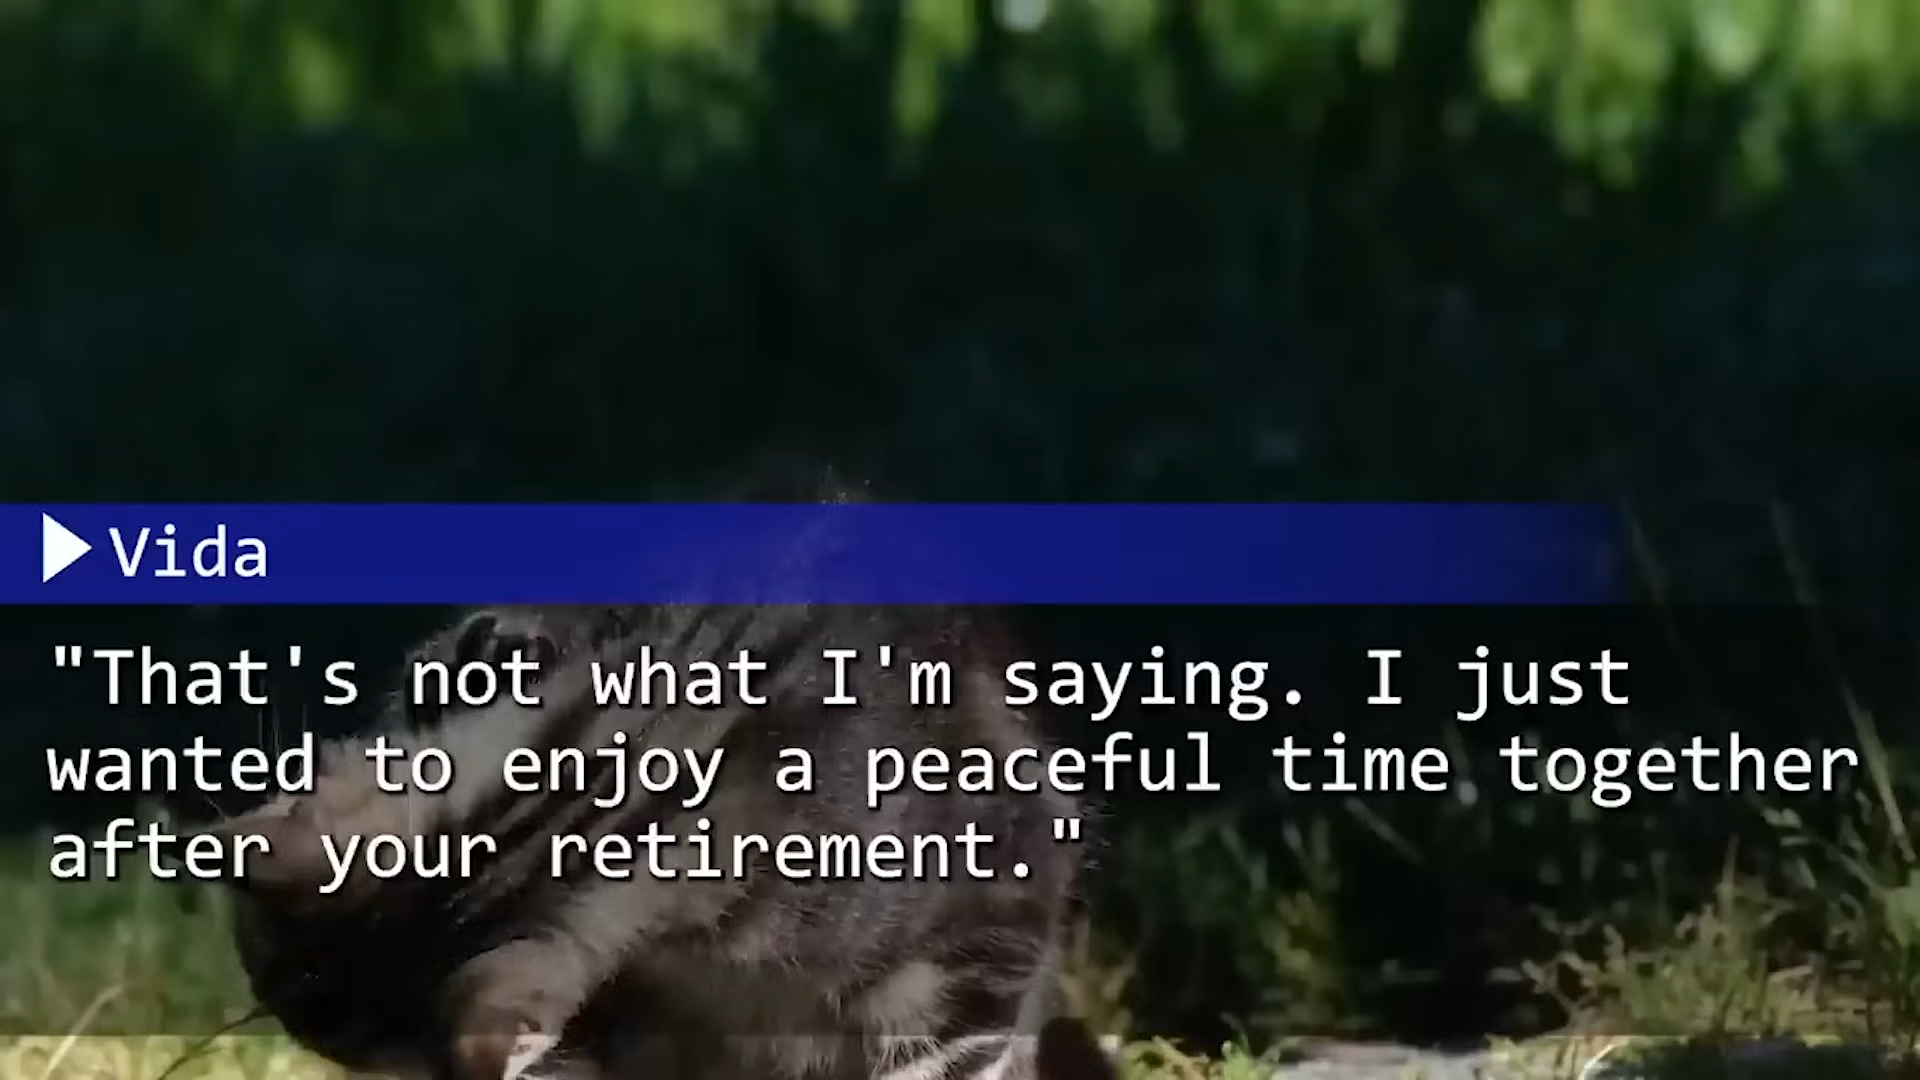 Vida
"That's not what I'm saying. I just
wanted to enjoy a peaceful time together
after your retirement."